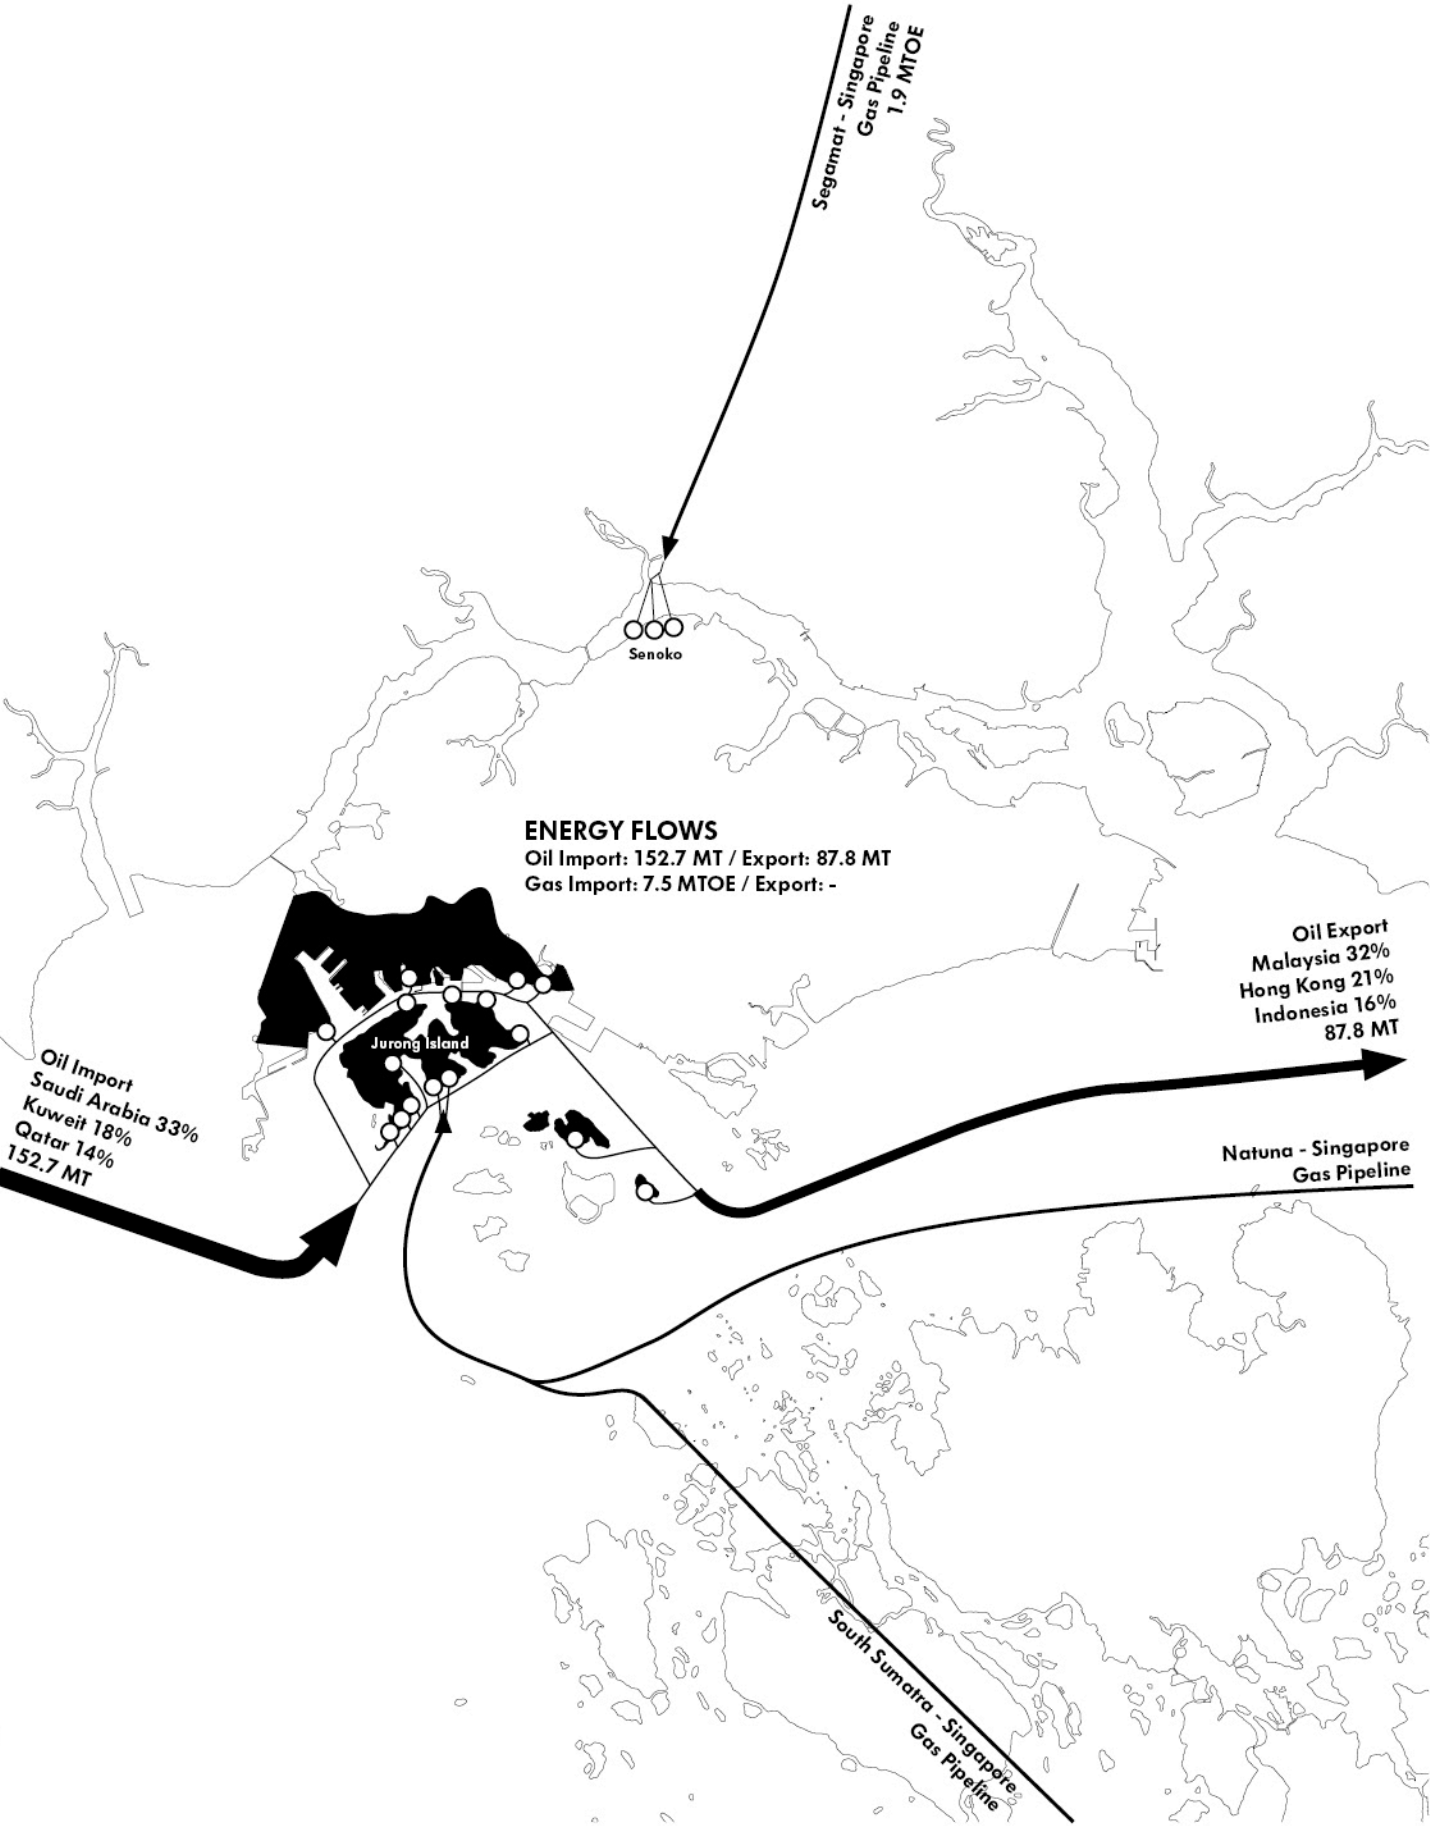 Segamat - Singapore
Gas Pipeline
1.9 MTOE
Senoko
ENERGY FLOWS
Oil Import: 152.7 MT / Export: 87.8 MT
Gas Import: 7.5 MTOE / Export: -
Oil Export
Malaysia 32%
Hong Kong 21%
Indonesia 16%
87.8 MT
Jurong Island
Oil Import
Saudi Arabia 33%
Kuweit 18%
Qatar 14%
152.7 MT
Natuna - Singapore
Gas Pipeline
South Sumatra - Singapore
Gas Pipeline